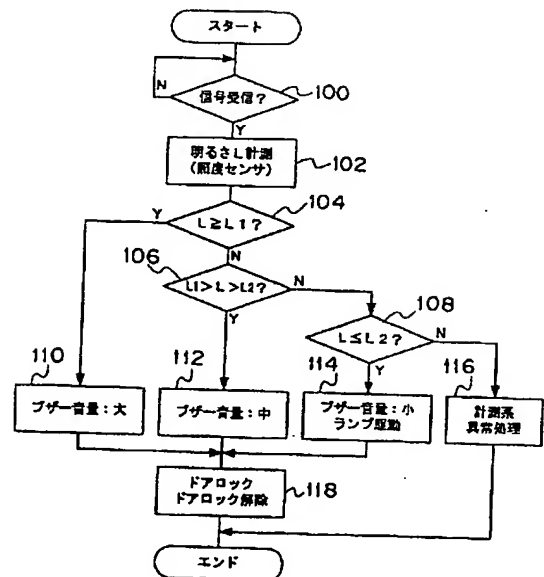 スタート
N
信号受信?
100
Y
明るさL計測
(照度センサ)
102
104
Y
L≧L1?
N
106
L1>L>L2?
N
Y
108
L≦L2?
N
Y
110
ブザー音量:大
112
ブザー音量:中
114
ブザー音量:小
ランプ駆動
116
計測系
異常処理
ドアロック
ドアロック解除
118
エンド